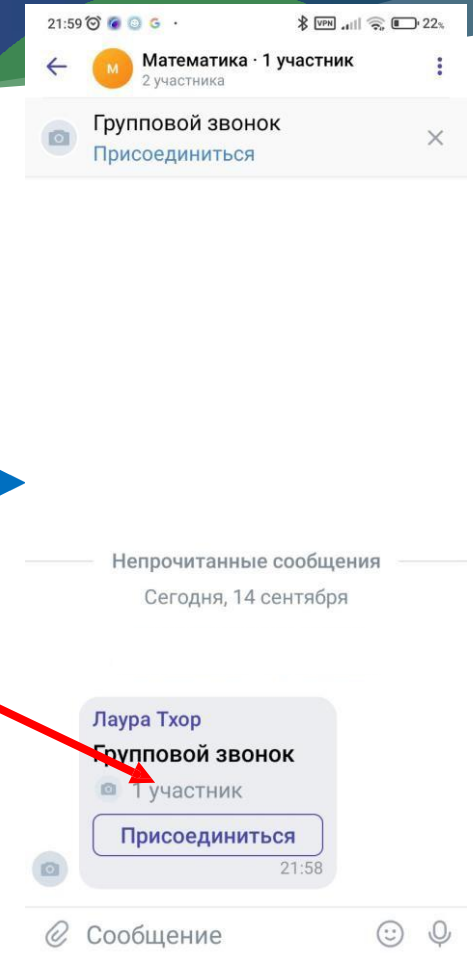 21:59 G · VPN 22%
М Математика · 1 участник
2 участника
Групповой звонок
Присоединиться
Непрочитанные сообщения
Сегодня, 14 сентября
Лаура Тхор
Групповой звонок
1 участник
Присоединиться
21:58
Сообщение